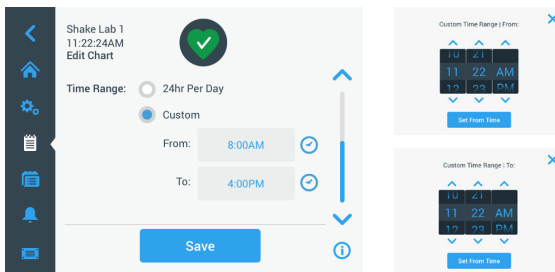 Shake Lab 1
11:22:24AM
Edit Chart
Time Range: 24hr Per Day
Custom
From: 8:00AM
To: 4:00PM
Save
Custom Time Range | From:
10 21
11 22 AM
12 23 PM
Set From Time
Custom Time Range | To:
10 21
11 22 AM
12 23 PM
Set From Time